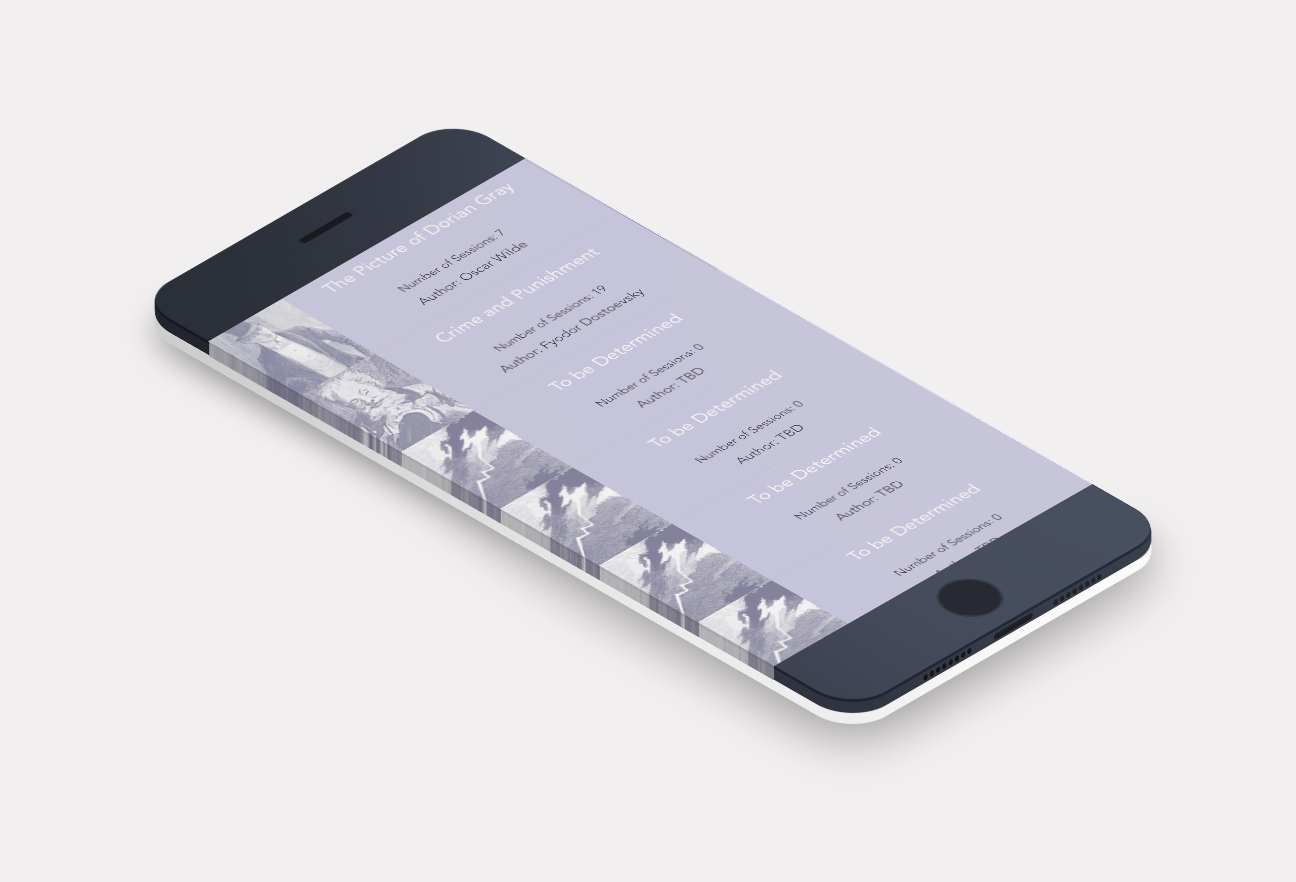 The Picture of Dorian Gray
Number of Sessions: 7
Author: Oscar Wilde
Crime and Punishment
Number of Sessions: 19
Author: Fyodor Dostoevsky
To be Determined
Number of Sessions: 0
Author: TBD
To be Determined
Number of Sessions: 0
Author: TBD
To be Determined
Number of Sessions: 0
Author: TBD
To be Determined
Number of Sessions: 0